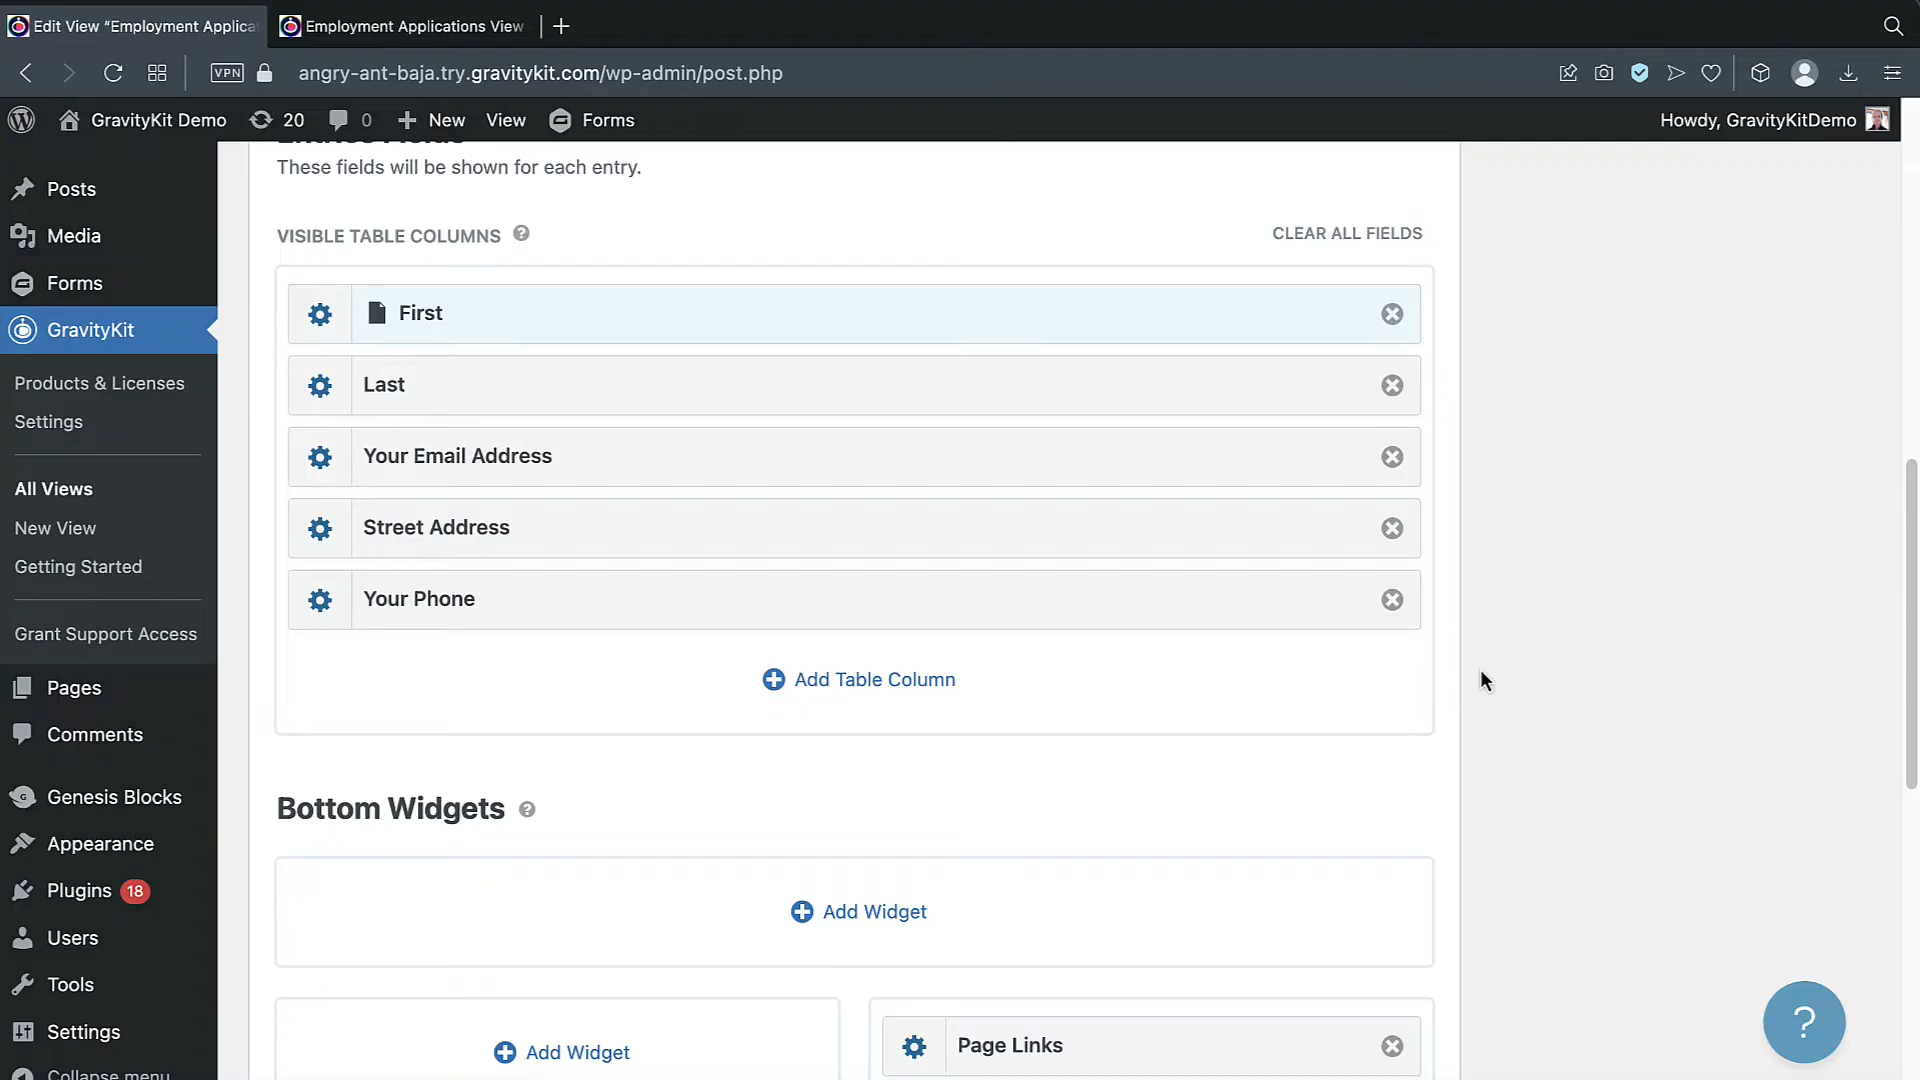 Edit View “Employment Applica
Employment Applications View
VPN
angry-ant-baja.try.gravitykit.com/wp-admin/post.php
GravityKit Demo
20
0
New
View
Forms
Howdy, GravityKitDemo
Posts
Media
Forms
GravityKit
Products & Licenses
Settings
All Views
New View
Getting Started
Grant Support Access
Pages
Comments
Genesis Blocks
Appearance
Plugins 18
Users
Tools
Settings
Collapse menu
These fields will be shown for each entry.
VISIBLE TABLE COLUMNS ?
CLEAR ALL FIELDS
First
Last
Your Email Address
Street Address
Your Phone
Add Table Column
Bottom Widgets ?
Add Widget
Add Widget
Page Links
?